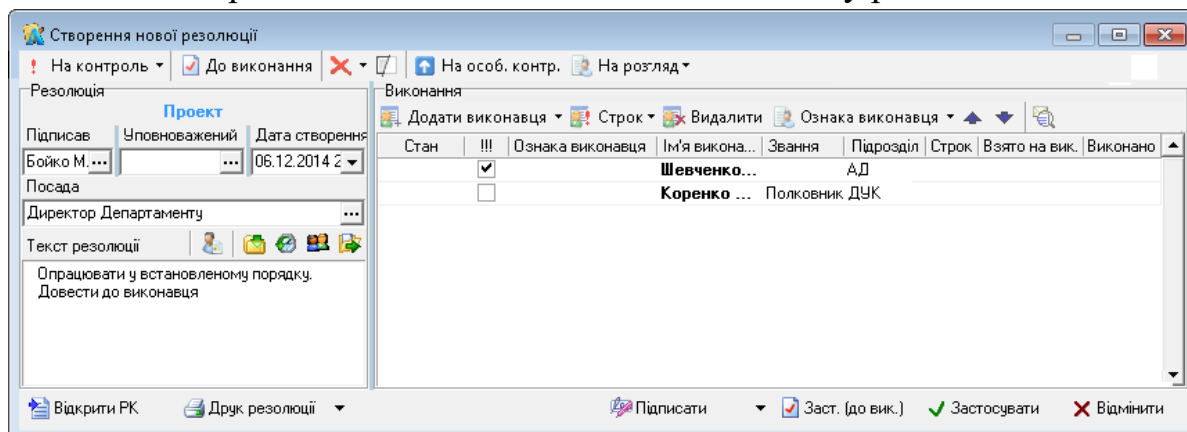 Створення нової резолюції
На контроль До виконання На особ. контр. На розгляд
Резолюція
Проект
Підписав Уповноважений Дата створення
Бойко М. ... ... 06.12.2014 2
Посада
Директор Департаменту ...
Текст резолюції
Опрацювати у встановленому порядку.
Довести до виконавця
Виконання
Додати виконавця Строк Видалити Ознака виконавця
Стан !!! Ознака виконавця Ім'я викона... Звання Підрозділ Строк Взято на вик. Виконано
Шевченко... АД
Коренко ... Полковник ДУК
Відкрити РК Друк резолюції Підписати Заст. (до вик.) Застосувати Відмінити